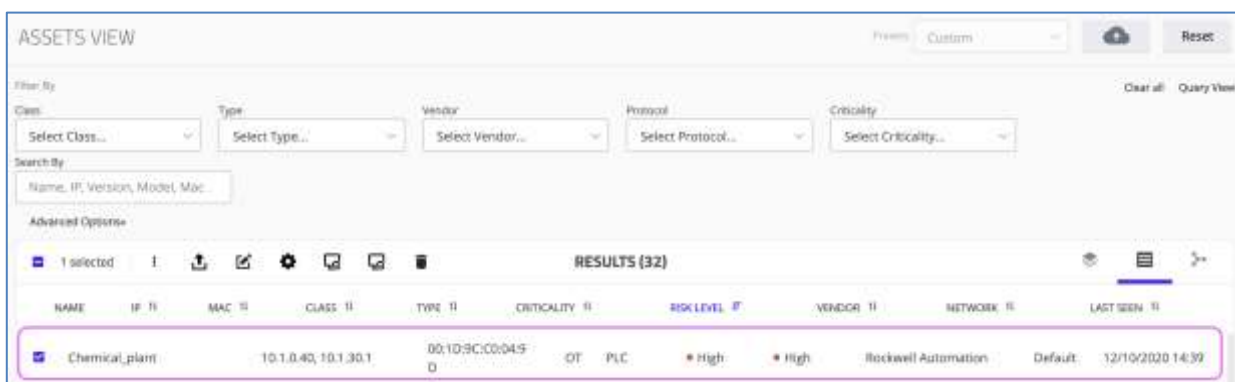 ASSETS VIEW
Presets Custom Reset
Filter By Clear all Query View
Class Type Vendor Protocol Criticality
Select Class... Select Type... Select Vendor... Select Protocol... Select Criticality...
Search By
Name, IP, Version, Model, Mac
Advanced Options
1 selected RESULTS (32)
NAME IP MAC CLASS TYPE CRITICALITY RISK LEVEL VENDOR NETWORK LAST SEEN
Chemical_plant 10.1.0.40, 10.1.30.1 00:1D:9C:C0:04:9D OT PLC High High Rockwell Automation Default 12/10/2020 14:39